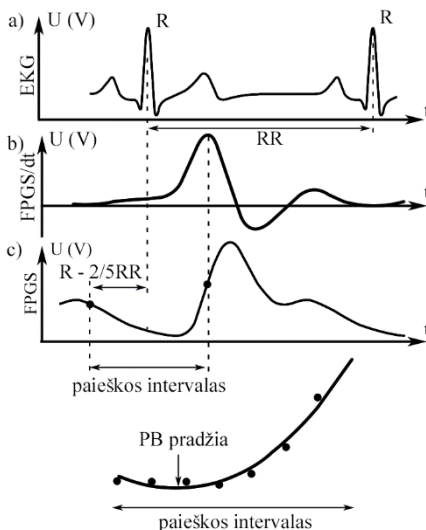 a) U (V)
R
R
EKG
RR
t
b) U (V)
FPGS/dt
t
c) U (V)
R - 2/5RR
FPGS
t
paieškos intervalas
PB pradžia
paieškos intervalas